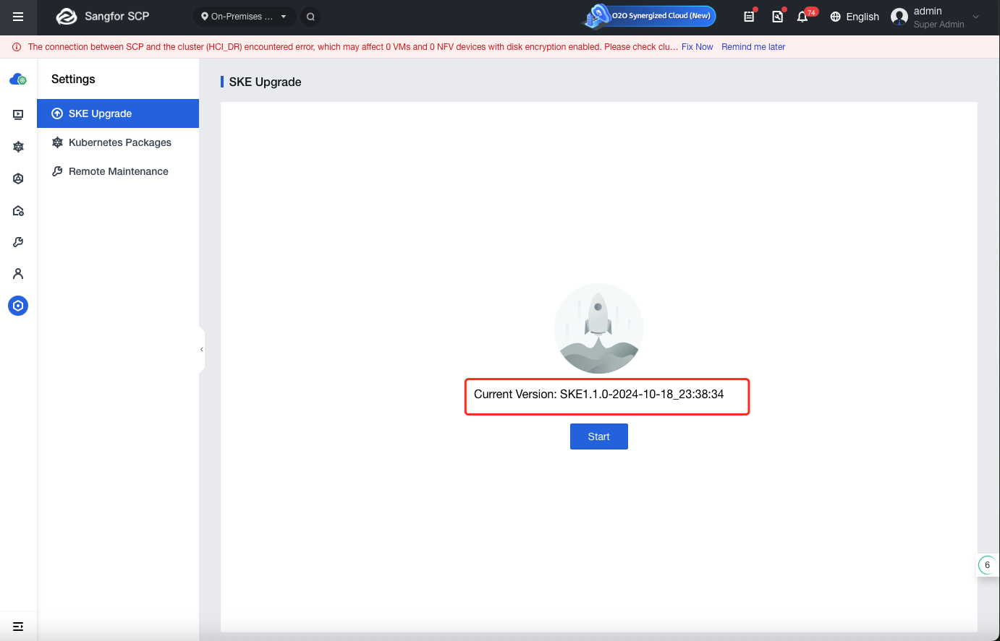 Sangfor SCP
On-Premises ...
O2O Synergized Cloud (New)
74
English
admin
Super Admin
The connection between SCP and the cluster (HCI_DR) encountered error, which may affect 0 VMs and 0 NFV devices with disk encryption enabled. Please check clu... Fix Now Remind me later
Settings
SKE Upgrade
Kubernetes Packages
Remote Maintenance
SKE Upgrade
Current Version: SKE1.1.0-2024-10-18_23:38:34
Start
6